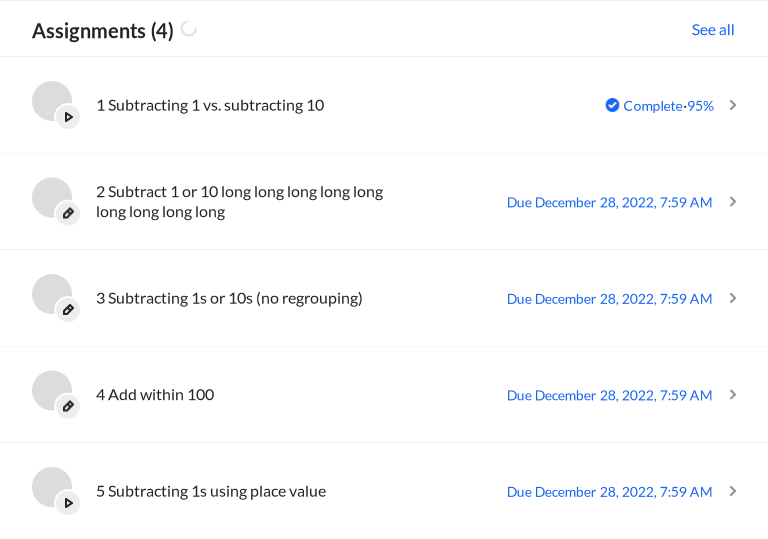 Assignments (4)
See all
1 Subtracting 1 vs. subtracting 10
Complete·95%
2 Subtract 1 or 10 long long long long long
long long long long
Due December 28, 2022, 7:59 AM
3 Subtracting 1s or 10s (no regrouping)
Due December 28, 2022, 7:59 AM
4 Add within 100
Due December 28, 2022, 7:59 AM
5 Subtracting 1s using place value
Due December 28, 2022, 7:59 AM